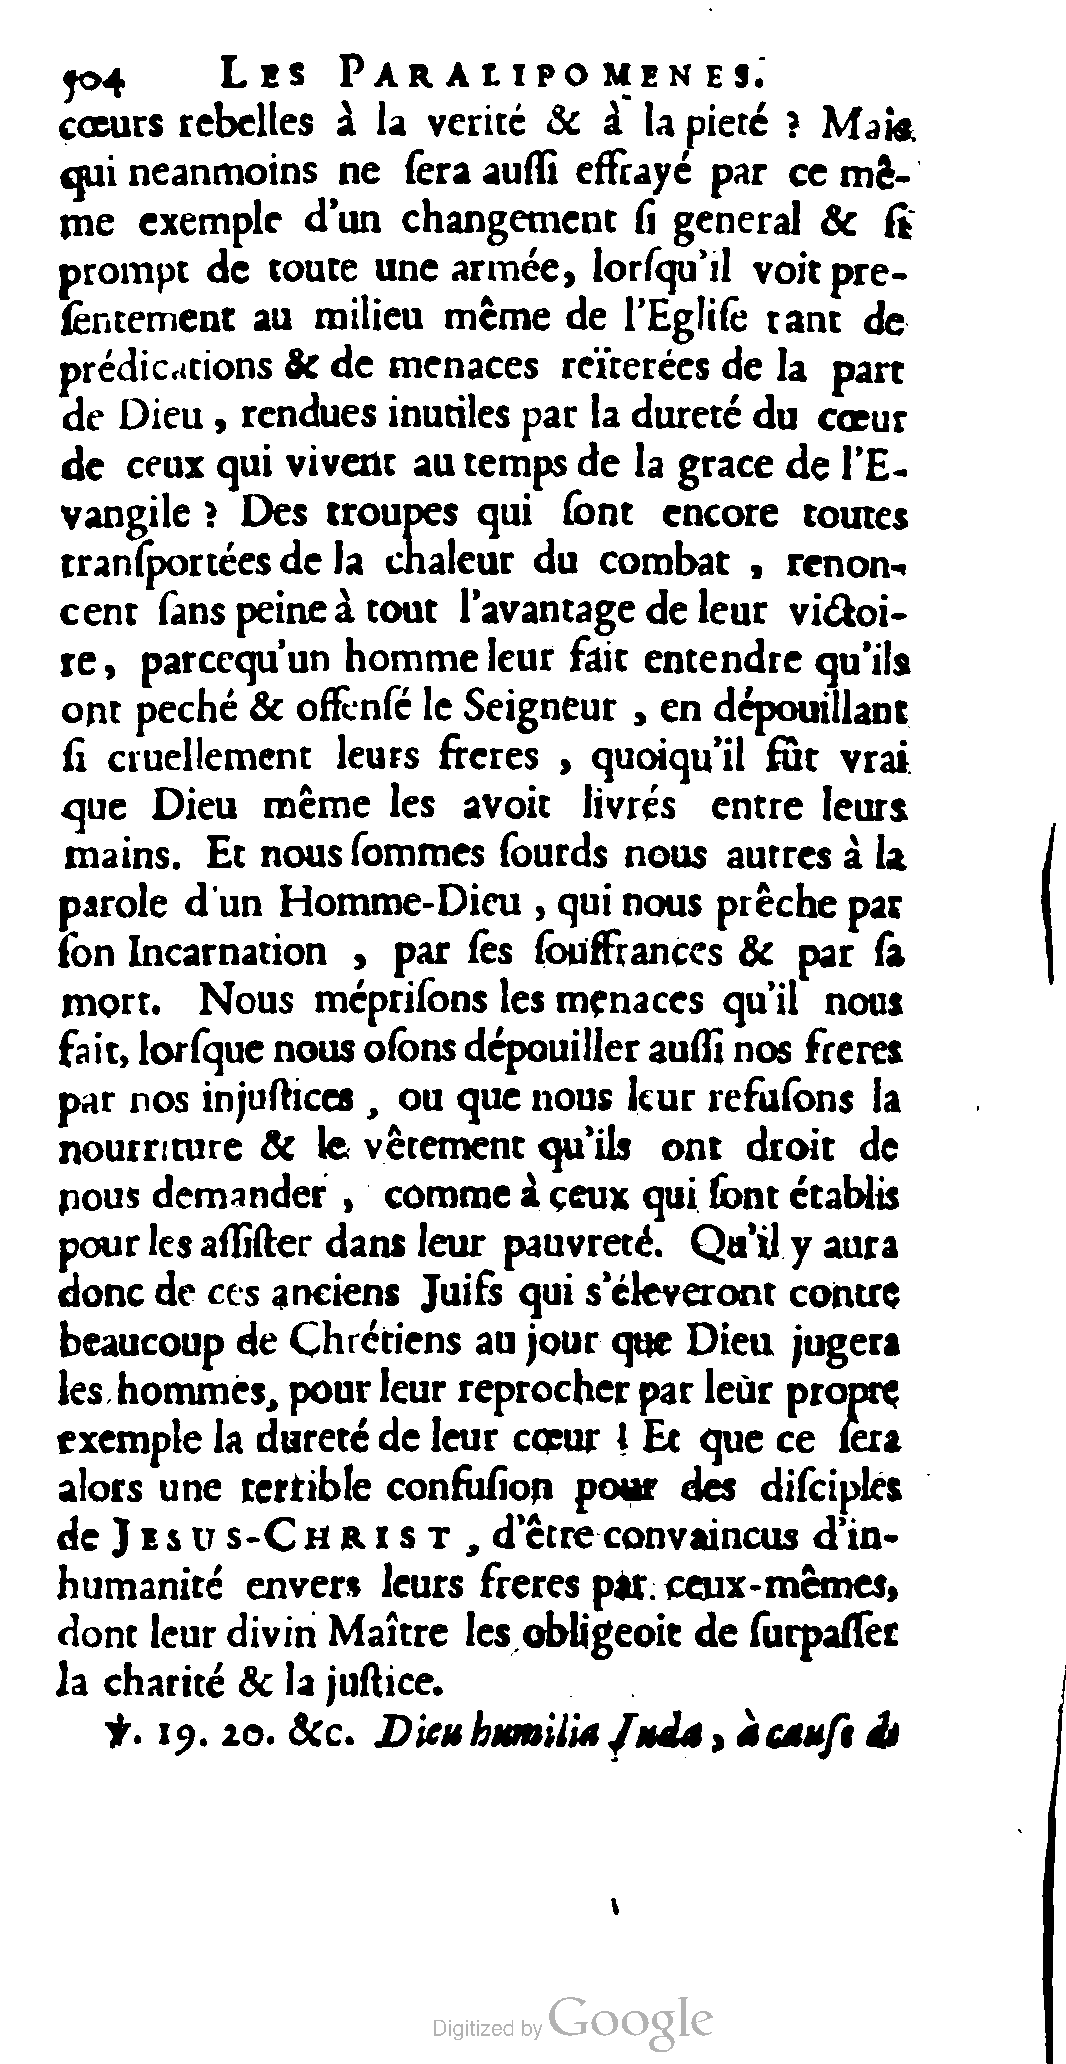 504 LES PARALIPOMENES.
cœurs rebelles à la verité & à la pieté ? Mais
qui neanmoins ne ſera auſſi effrayé par ce mê-
me exemple d'un changement ſi general & ſi
prompt de toute une armée, lorſqu'il voit pre-
ſentement au milieu même de l'Egliſe tant de
prédications & de menaces reïterées de la part
de Dieu, rendues inutiles par la dureté du cœur
de ceux qui vivent au temps de la grace de l'E-
vangile ? Des troupes qui ſont encore toutes
tranſportées de la chaleur du combat, renon-
cent ſans peine à tout l'avantage de leur victoi-
re, parcequ'un homme leur fait entendre qu'ils
ont peché & offenſé le Seigneur, en dépouillant
ſi cruellement leurs freres, quoiqu'il fût vrai
que Dieu même les avoit livrés entre leurs
mains. Et nous ſommes ſourds nous autres à la
parole d'un Homme-Dieu, qui nous prêche par
ſon Incarnation, par ſes ſouffrances & par ſa
mort. Nous mépriſons les menaces qu'il nous
fait, lorſque nous oſons dépouiller auſſi nos freres
par nos injuſtices, ou que nous leur refuſons la
nourriture & le vêtement qu'ils ont droit de
nous demander, comme à ceux qui ſont établis
pour les aſſiſter dans leur pauvreté. Qu'il y aura
donc de ces anciens Juifs qui s'éleveront contre
beaucoup de Chrétiens au jour que Dieu jugera
les hommes, pour leur reprocher par leur propre
exemple la dureté de leur cœur ! Et que ce ſera
alors une terrible confuſion pour des diſciples
de JESUS-CHRIST, d'être convaincus d'in-
humanité envers leurs freres par ceux-mêmes,
dont leur divin Maître les obligeoit de ſurpaſſer
la charité & la juſtice.
℣. 19. 20. &c. Dieu humilia Juda, à cauſe de
Digitized by Google